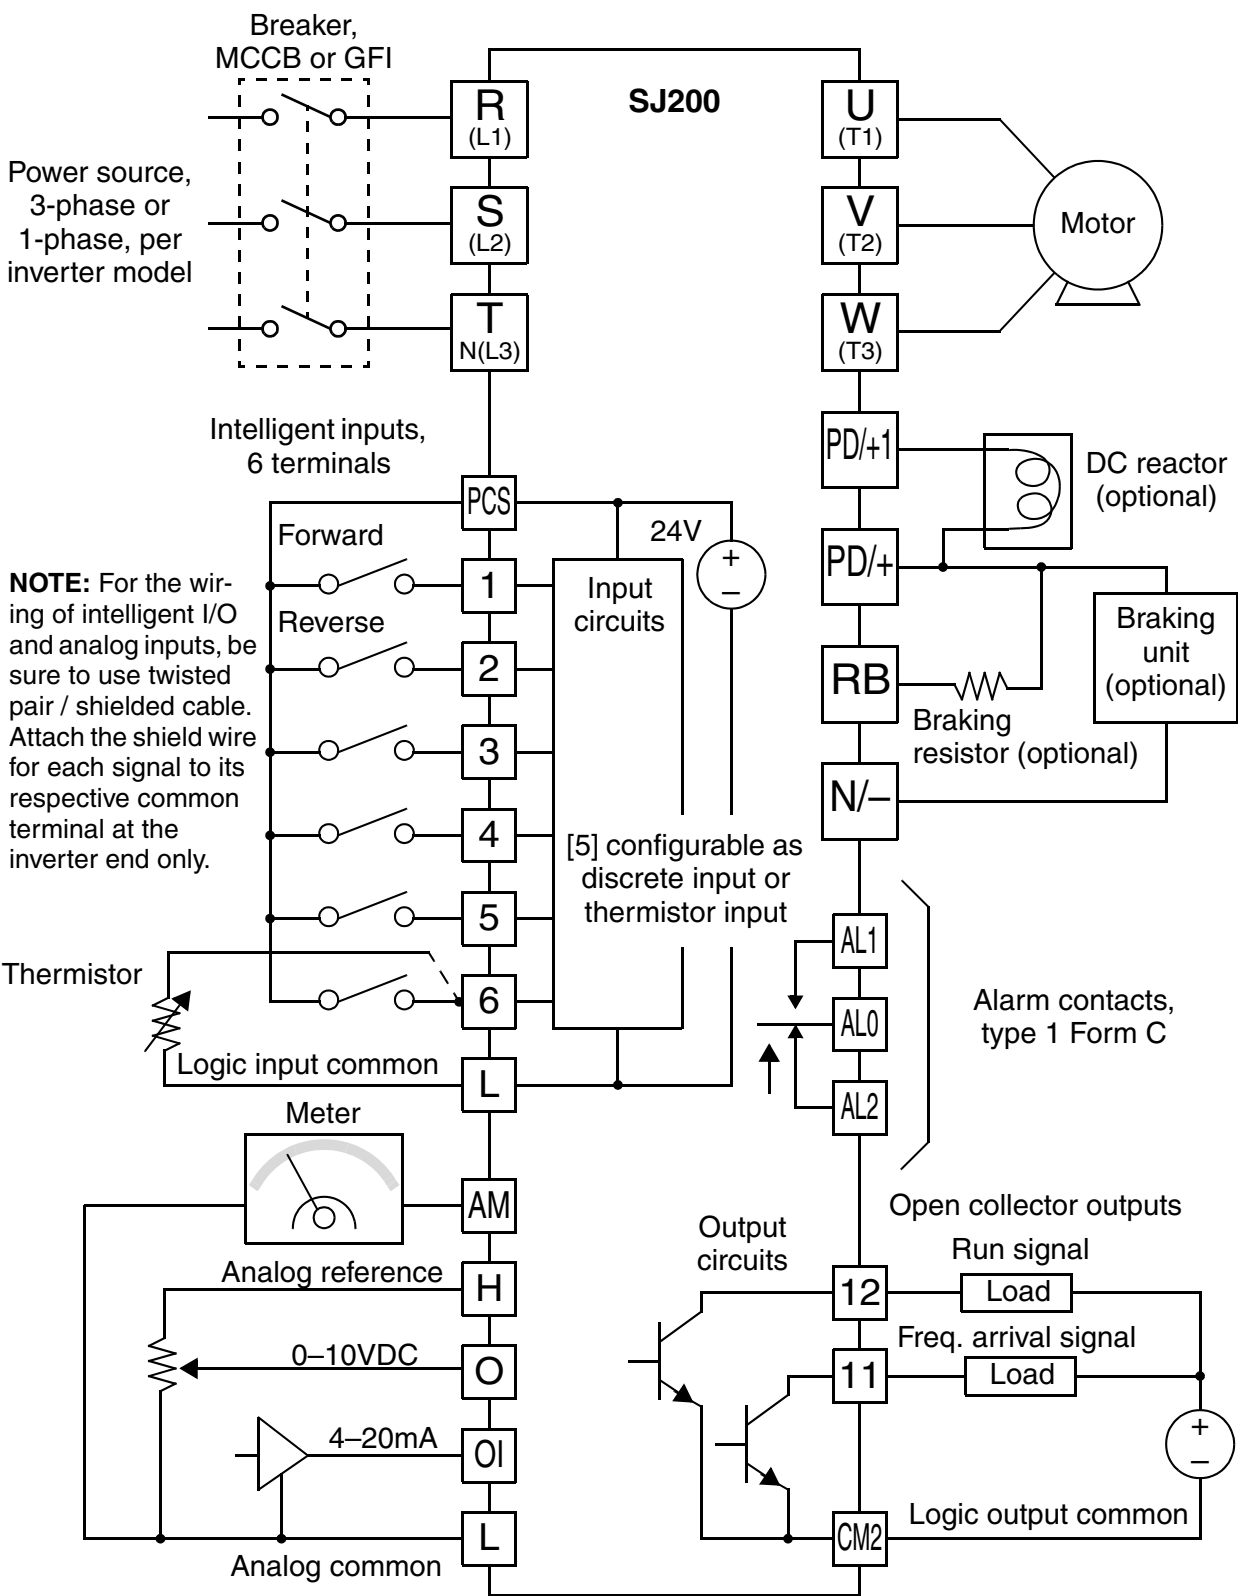 Breaker,
MCCB or GFI
SJ200
R
(L1)
U
(T1)
Power source,
3-phase or
1-phase, per
inverter model
S
(L2)
V
(T2)
Motor
T
N(L3)
W
(T3)
Intelligent inputs,
6 terminals
PD/+1
DC reactor
(optional)
PCS
24V
+
–
Forward
1
Input
circuits
PD/+
NOTE: For the wir-
ing of intelligent I/O
and analog inputs, be
sure to use twisted
pair / shielded cable.
Attach the shield wire
for each signal to its
respective common
terminal at the
inverter end only.
Reverse
2
Braking
unit
(optional)
RB
Braking
resistor (optional)
3
N/–
4
[5] configurable as
discrete input or
thermistor input
5
AL1
Thermistor
6
AL0
Alarm contacts,
type 1 Form C
Logic input common
L
AL2
Meter
AM
Open collector outputs
Output
circuits
Run signal
Analog reference
H
12
Load
Freq. arrival signal
0–10VDC
O
11
Load
4–20mA
OI
+
–
Logic output common
L
CM2
Analog common